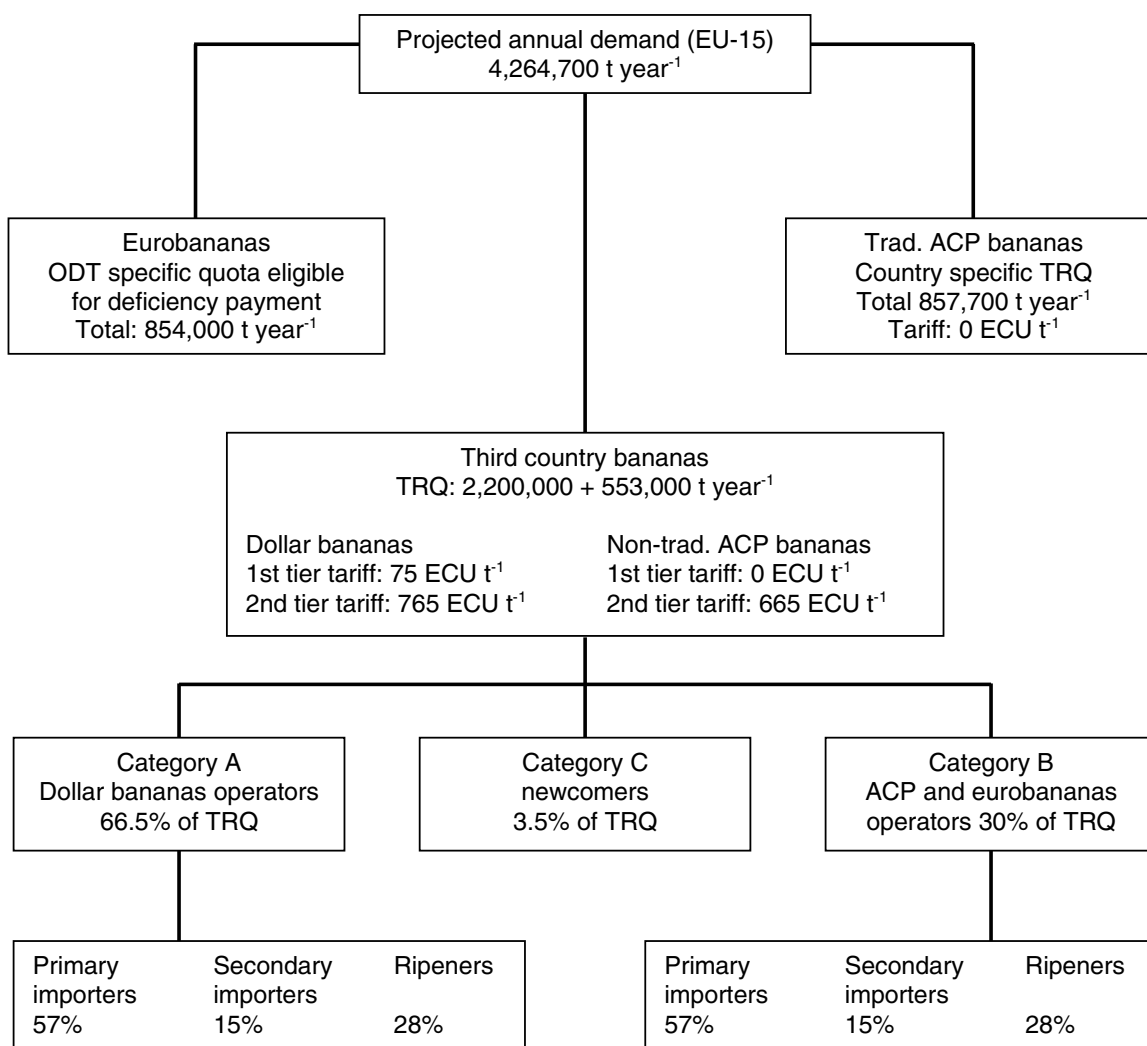 Projected annual demand (EU-15)
4,264,700 t year⁻¹
Eurobananas
ODT specific quota eligible
for deficiency payment
Total: 854,000 t year⁻¹
Trad. ACP bananas
Country specific TRQ
Total 857,700 t year⁻¹
Tariff: 0 ECU t⁻¹
Third country bananas
TRQ: 2,200,000 + 553,000 t year⁻¹
Dollar bananas
1st tier tariff: 75 ECU t⁻¹
2nd tier tariff: 765 ECU t⁻¹
Non-trad. ACP bananas
1st tier tariff: 0 ECU t⁻¹
2nd tier tariff: 665 ECU t⁻¹
Category A
Dollar bananas operators
66.5% of TRQ
Category C
newcomers
3.5% of TRQ
Category B
ACP and eurobananas
operators 30% of TRQ
Primary
importers
57%
Secondary
importers
15%
Ripeners
28%
Primary
importers
57%
Secondary
importers
15%
Ripeners
28%